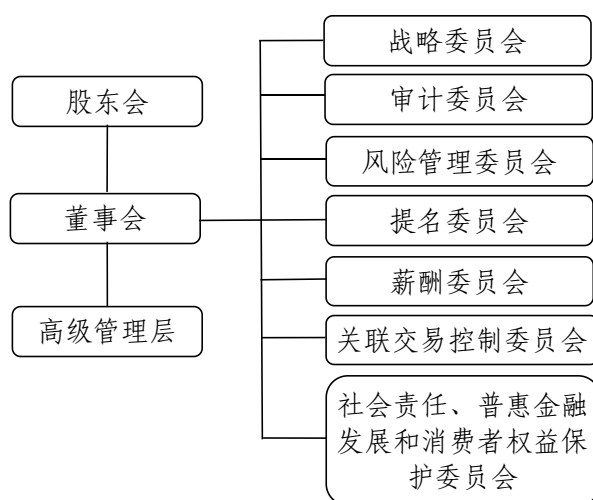 股东会
董事会
高级管理层
战略委员会
审计委员会
风险管理委员会
提名委员会
薪酬委员会
关联交易控制委员会
社会责任、普惠金融
发展和消费者权益保
护委员会